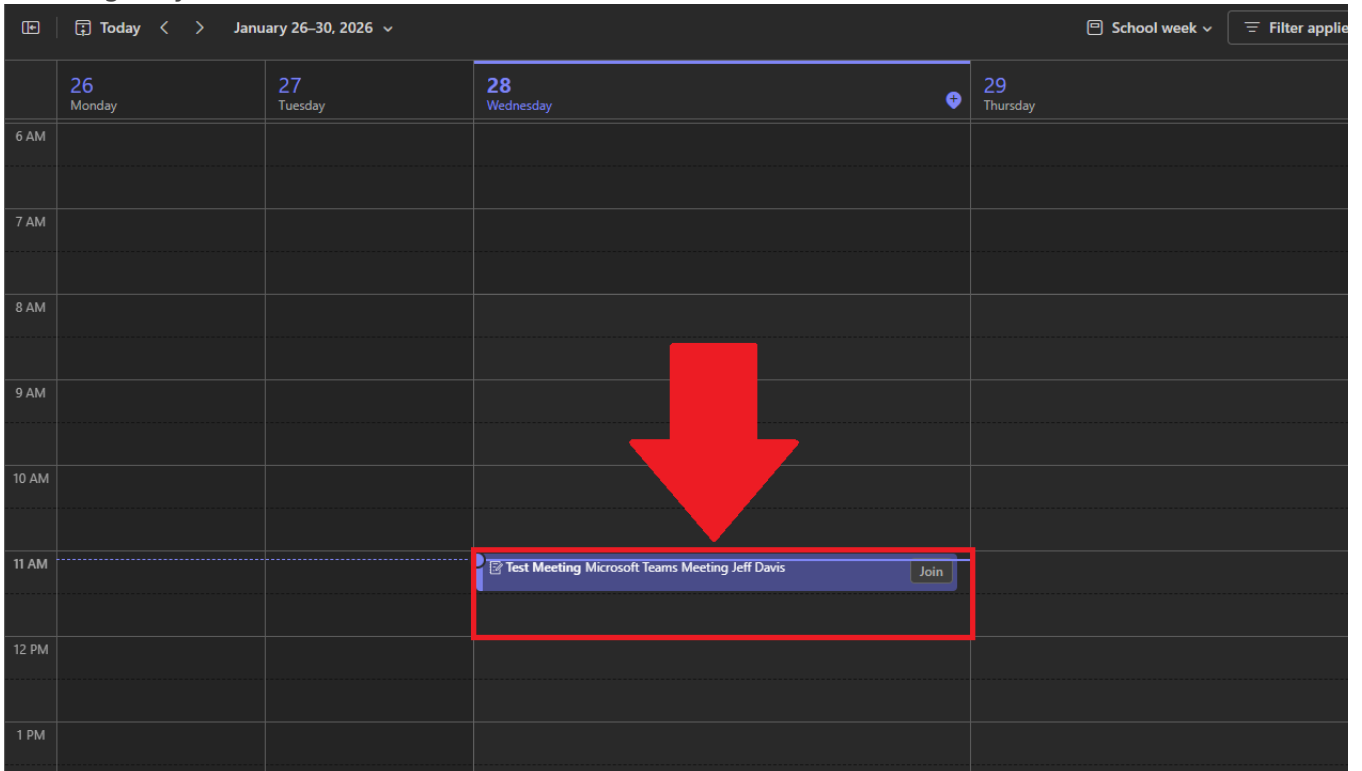 Today
January 26–30, 2026
School week
Filter applie
26
Monday
27
Tuesday
28
Wednesday
29
Thursday
6 AM
7 AM
8 AM
9 AM
10 AM
11 AM
Test Meeting Microsoft Teams Meeting Jeff Davis
Join
12 PM
1 PM